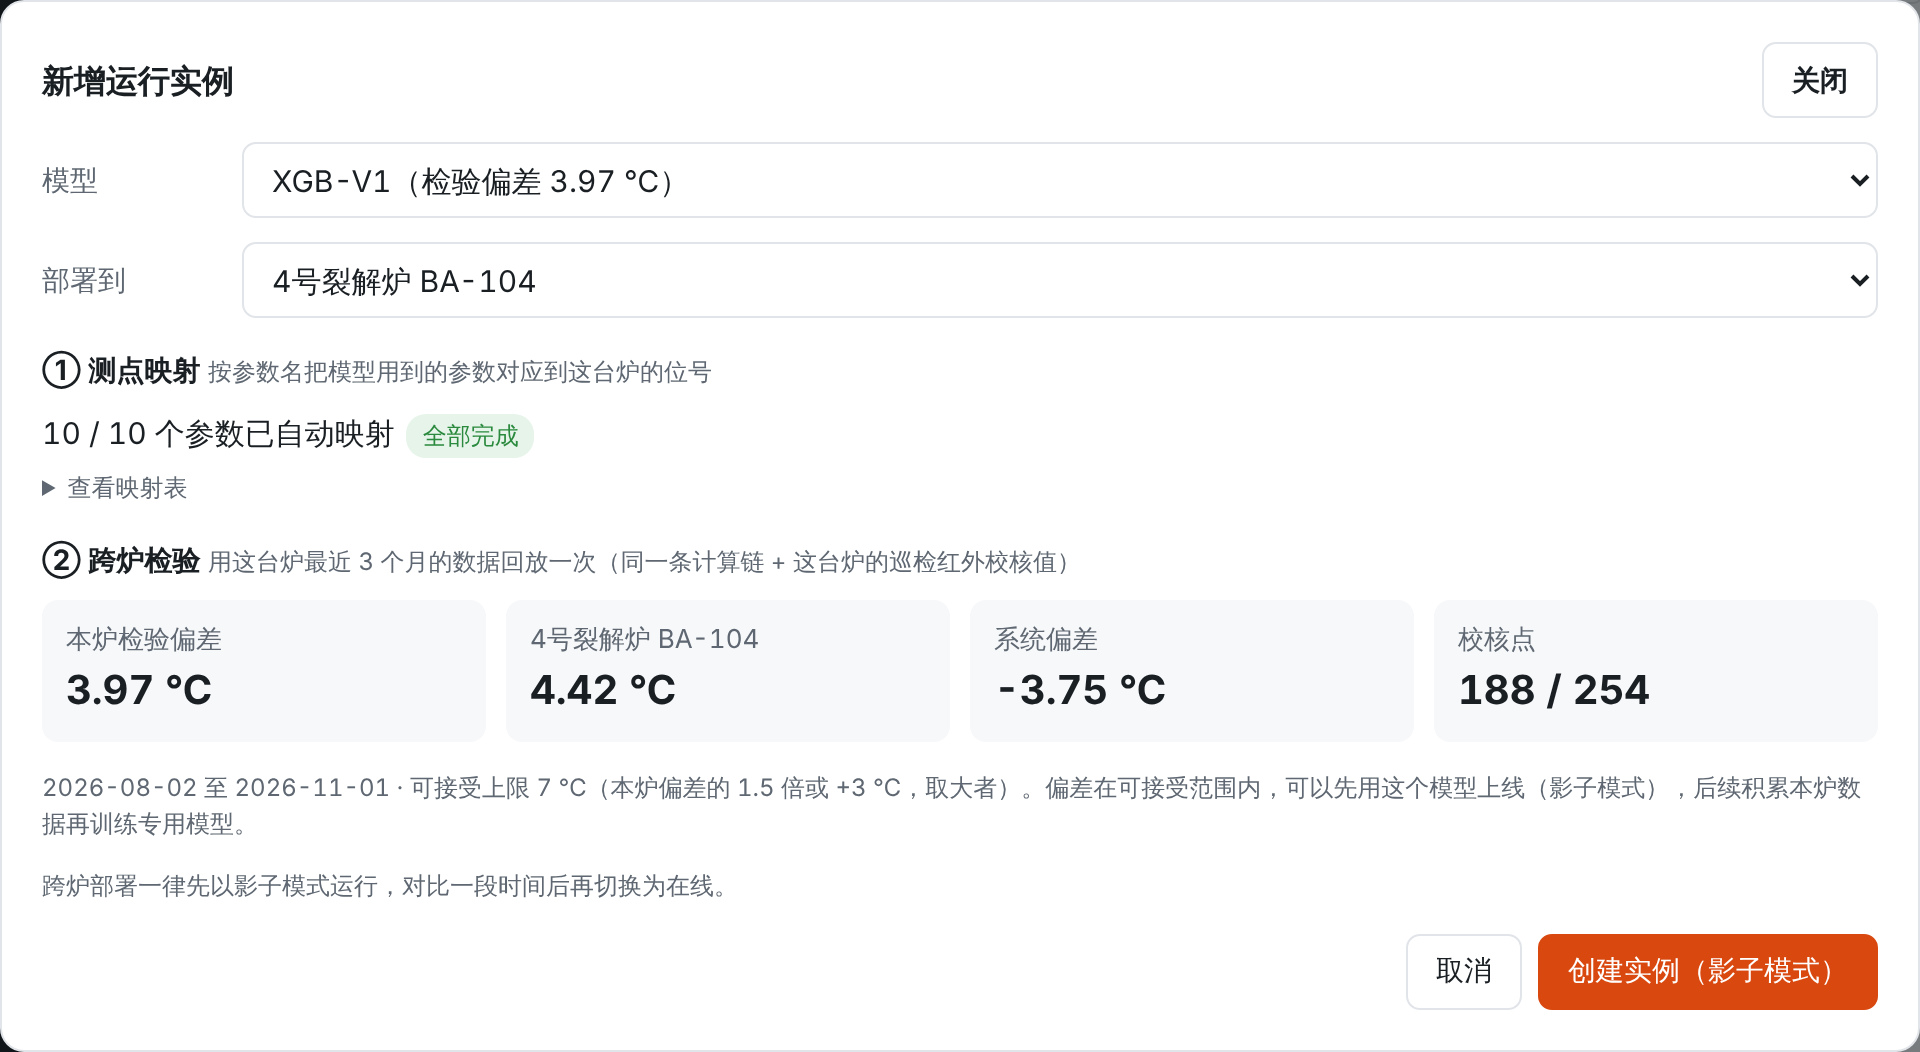 新增运行实例
关闭
模型
XGB-V1（检验偏差 3.97 °C）
部署到
4号裂解炉 BA-104
① 测点映射 按参数名把模型用到的参数对应到这台炉的位号
10 / 10 个参数已自动映射 全部完成
▶ 查看映射表
② 跨炉检验 用这台炉最近 3 个月的数据回放一次（同一条计算链 + 这台炉的巡检红外校核值）
本炉检验偏差
3.97 °C
4号裂解炉 BA-104
4.42 °C
系统偏差
-3.75 °C
校核点
188 / 254
2026-08-02 至 2026-11-01 · 可接受上限 7 °C（本炉偏差的 1.5 倍或 +3 °C，取大者）。偏差在可接受范围内，可以先用这个模型上线（影子模式），后续积累本炉数
据再训练专用模型。
跨炉部署一律先以影子模式运行，对比一段时间后再切换为在线。
取消
创建实例（影子模式）